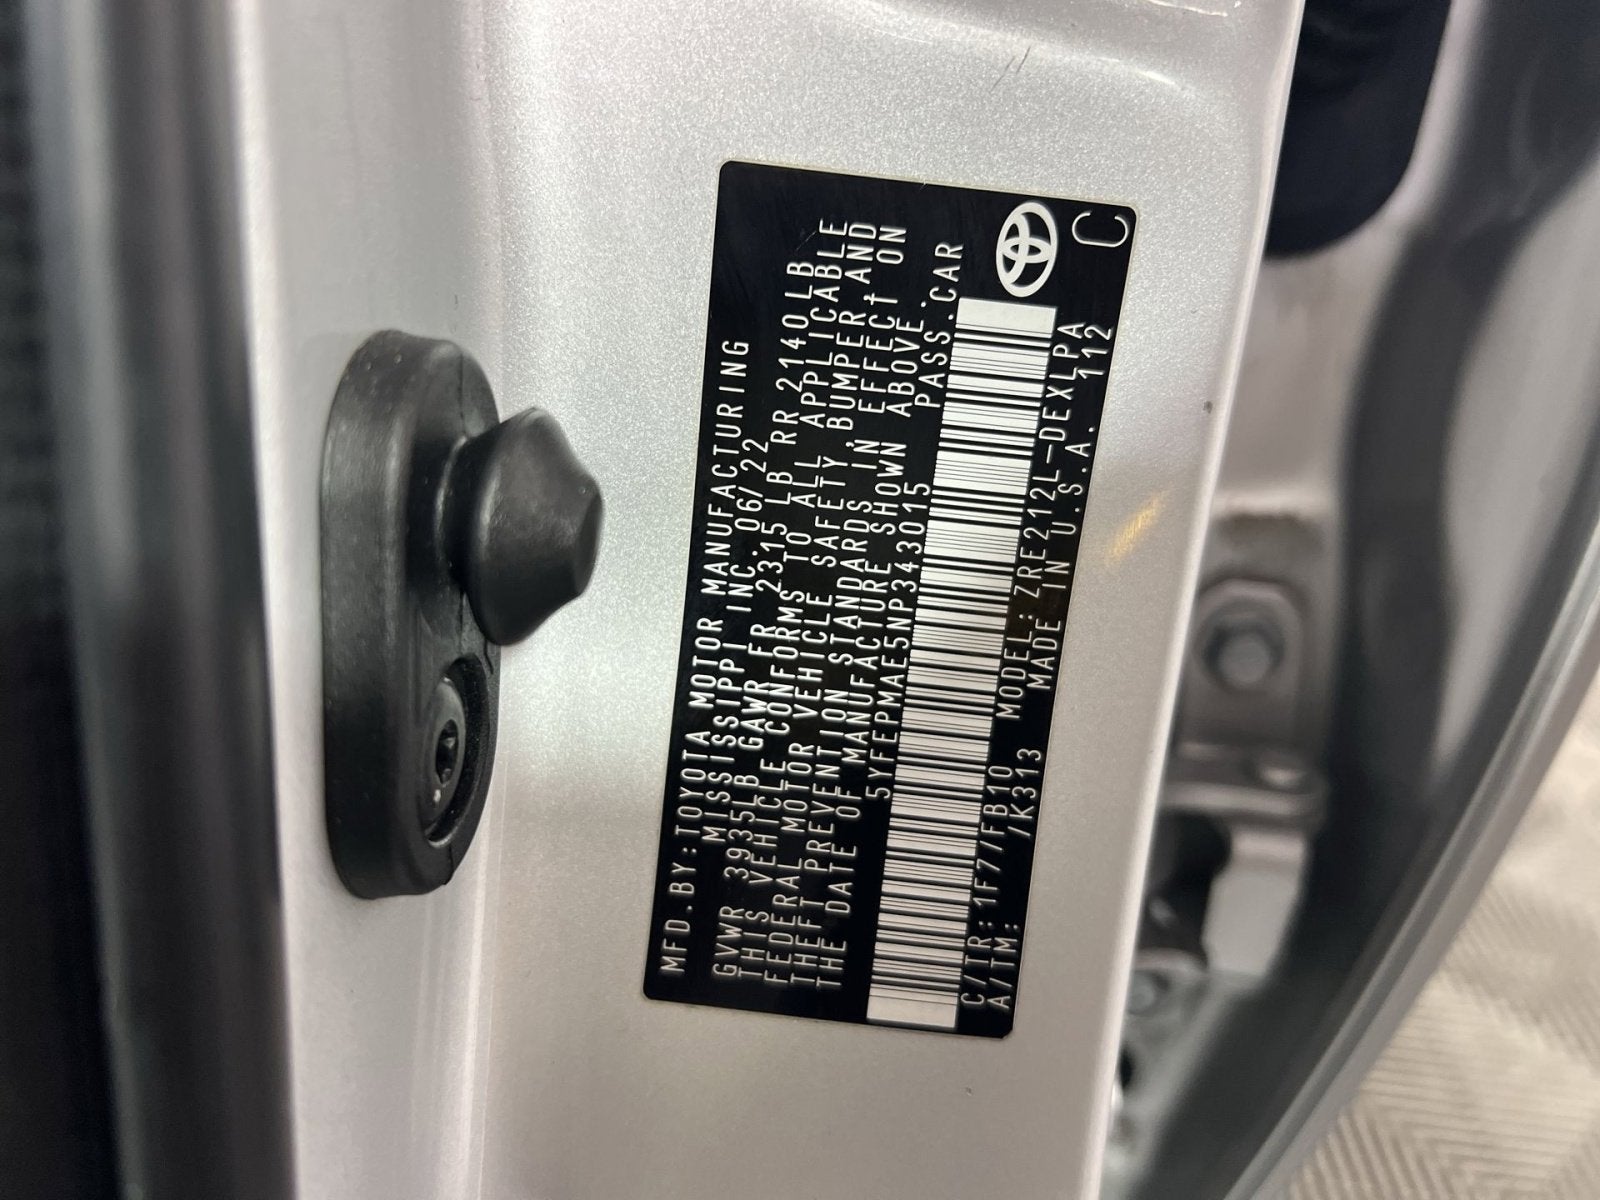 MFD.BY:TOYOTA MOTOR MANUFACTURING
MISSISSIPPI INC. 06/22
GVWR 3935LB GAWR FR 2315 LB RR 2140LB
THIS VEHICLE CONFORMS TO ALL APPLICABLE
FEDERAL MOTOR VEHICLE SAFETY,BUMPER,AND
THEFT PREVENTION STANDARDS IN EFFECT ON
THE DATE OF MANUFACTURE SHOWN ABOVE.
5YFEPMAE5NP343015 PASS.CAR
C/TR:1F7/FB10 MODEL:ZRE212L-DEXLPA
A/TM: /K313 MADE IN U.S.A. 112
C